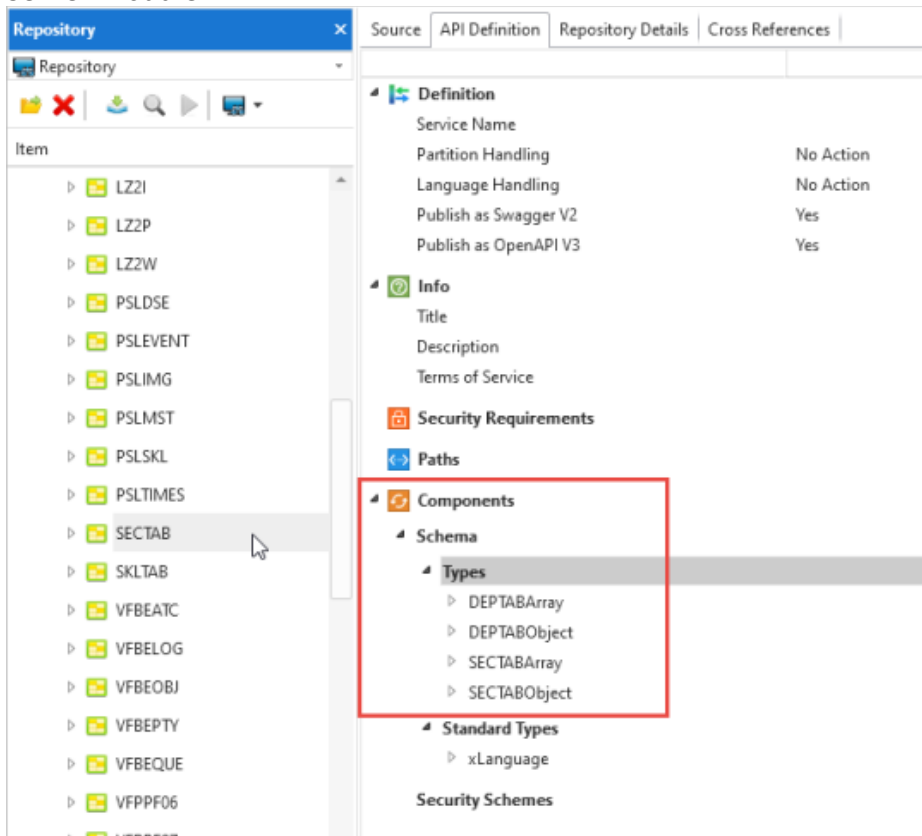 Repository
Repository
Item
LZ2I
LZ2P
LZ2W
PSLDSE
PSLEVENT
PSLIMG
PSLMST
PSLSKL
PSLTIMES
SECTAB
SKLTAB
VFBEATC
VFBELOG
VFBEOBJ
VFBEPTY
VFBEQUE
VFPPF06
Source API Definition Repository Details Cross References
Definition
Service Name
Partition Handling No Action
Language Handling No Action
Publish as Swagger V2 Yes
Publish as OpenAPI V3 Yes
Info
Title
Description
Terms of Service
Security Requirements
Paths
Components
Schema
Types
DEPTABArray
DEPTABObject
SECTABArray
SECTABObject
Standard Types
xLanguage
Security Schemes